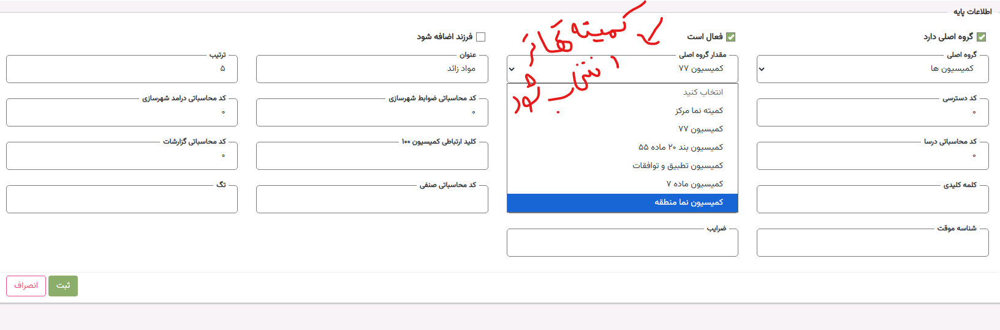 اطلاعات پایه
گروه اصلی دارد
فعال است
فرزند اضافه شود
گروه اصلی
کمیسیون ها
مقدار گروه اصلی
کمیسیون ۷۷
عنوان
مواد زائد
ترتیب
۵
انتخاب کنید
کمیته نما مرکز
کمیسیون ۷۷
کمیسیون بند ۲۰ ماده ۵۵
کمیسیون تطبیق و توافقات
کمیسیون ماده ۷
کمیسیون نما منطقه
کمیته
شود
کد دسترسی
۰
کد محاسباتی ضوابط شهرسازی
۰
کد محاسباتی درامد شهرسازی
۰
کد محاسباتی درسا
۰
کلید ارتباطی کمیسیون ۱۰۰
کد محاسباتی گزارشات
۰
کلمه کلیدی
کد محاسباتی صنفی
تگ
شناسه موقت
ضرایب
ثبت
انصراف